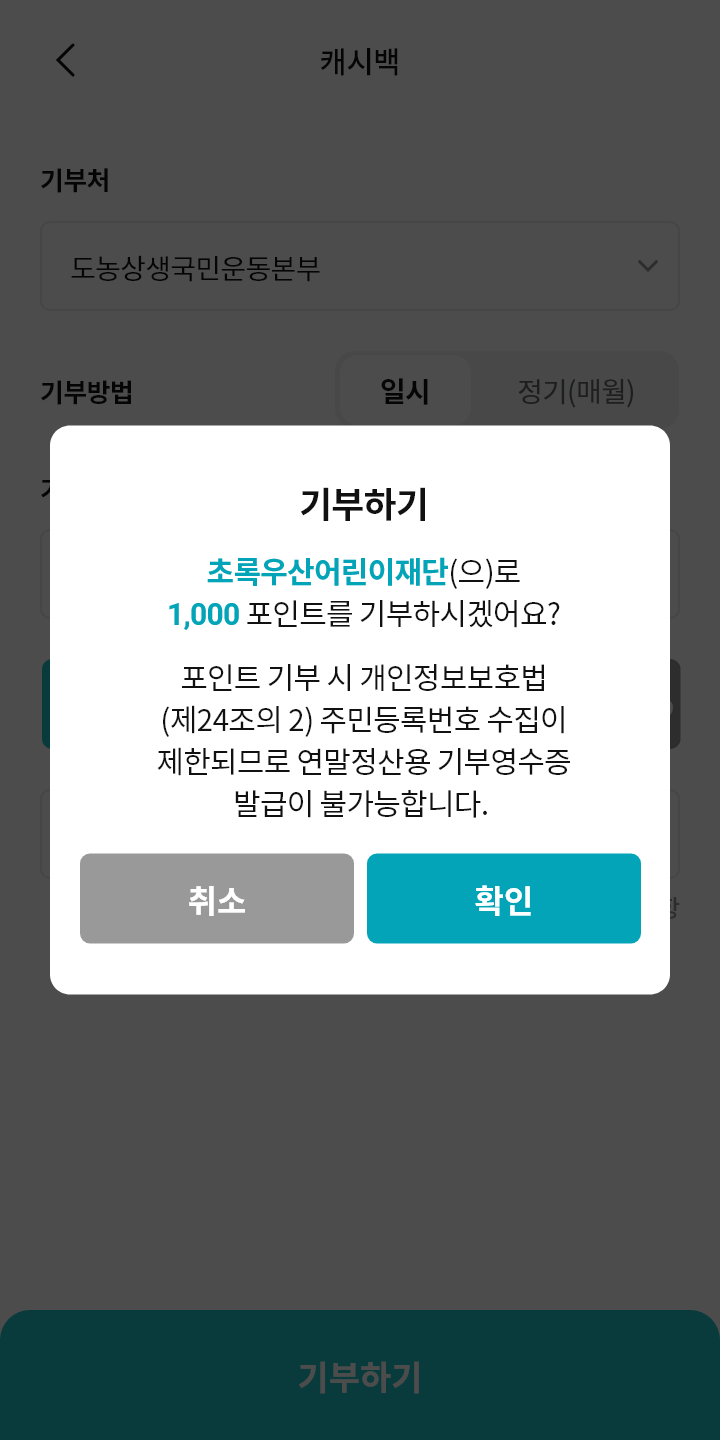 캐시백
기부처
도농상생국민운동본부
기부방법
일시
정기(매월)
기부하기
초록우산어린이재단(으)로
1,000 포인트를 기부하시겠어요?
포인트 기부 시 개인정보보호법
(제24조의 2) 주민등록번호 수집이
제한되므로 연말정산용 기부영수증
발급이 불가능합니다.
취소
확인
기부하기